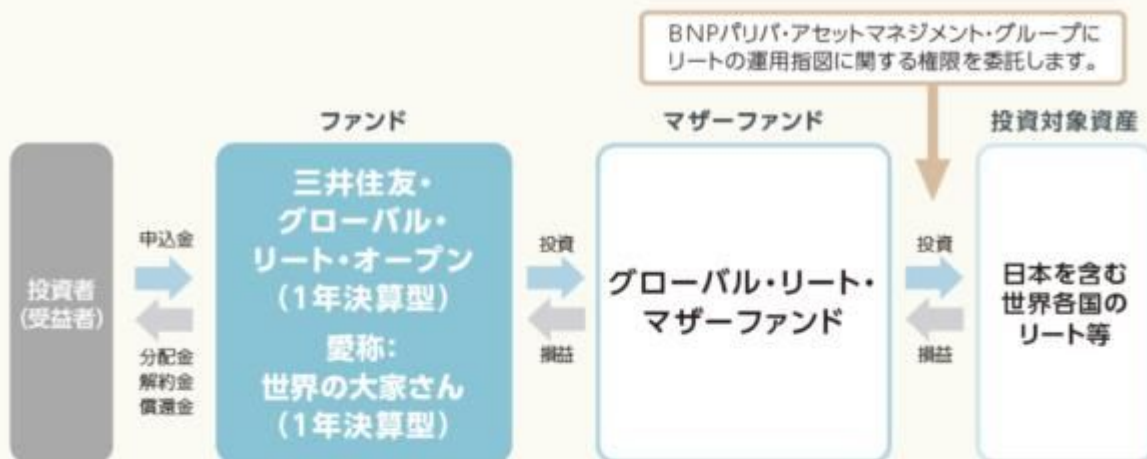 BNPパリバ・アセットマネジメント・グループに
リートの運用指図に関する権限を委託します。
ファンド
マザーファンド
投資対象資産
投資者
(受益者)
申込金
分配金
解約金
償還金
三井住友・
グローバル・
リート・オープン
(1年決算型)
愛称:
世界の大家さん
(1年決算型)
投資
損益
グローバル・リート・
マザーファンド
投資
損益
日本を含む
世界各国の
リート等